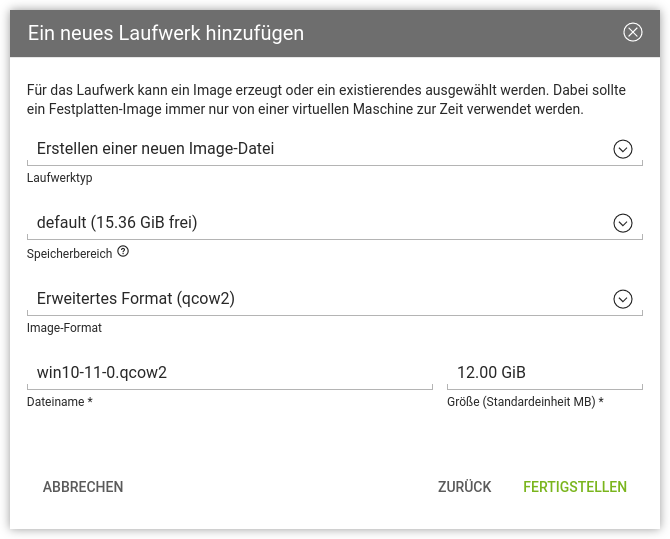 Ein neues Laufwerk hinzufügen
Für das Laufwerk kann ein Image erzeugt oder ein existierendes ausgewählt werden. Dabei sollte
ein Festplatten-Image immer nur von einer virtuellen Maschine zur Zeit verwendet werden.
Erstellen einer neuen Image-Datei
Laufwerktyp
default (15.36 GiB frei)
Speicherbereich ?
Erweitertes Format (qcow2)
Image-Format
win10-11-0.qcow2 12.00 GiB
Dateiname * Größe (Standardeinheit MB) *
ABBRECHEN ZURÜCK FERTIGSTELLEN